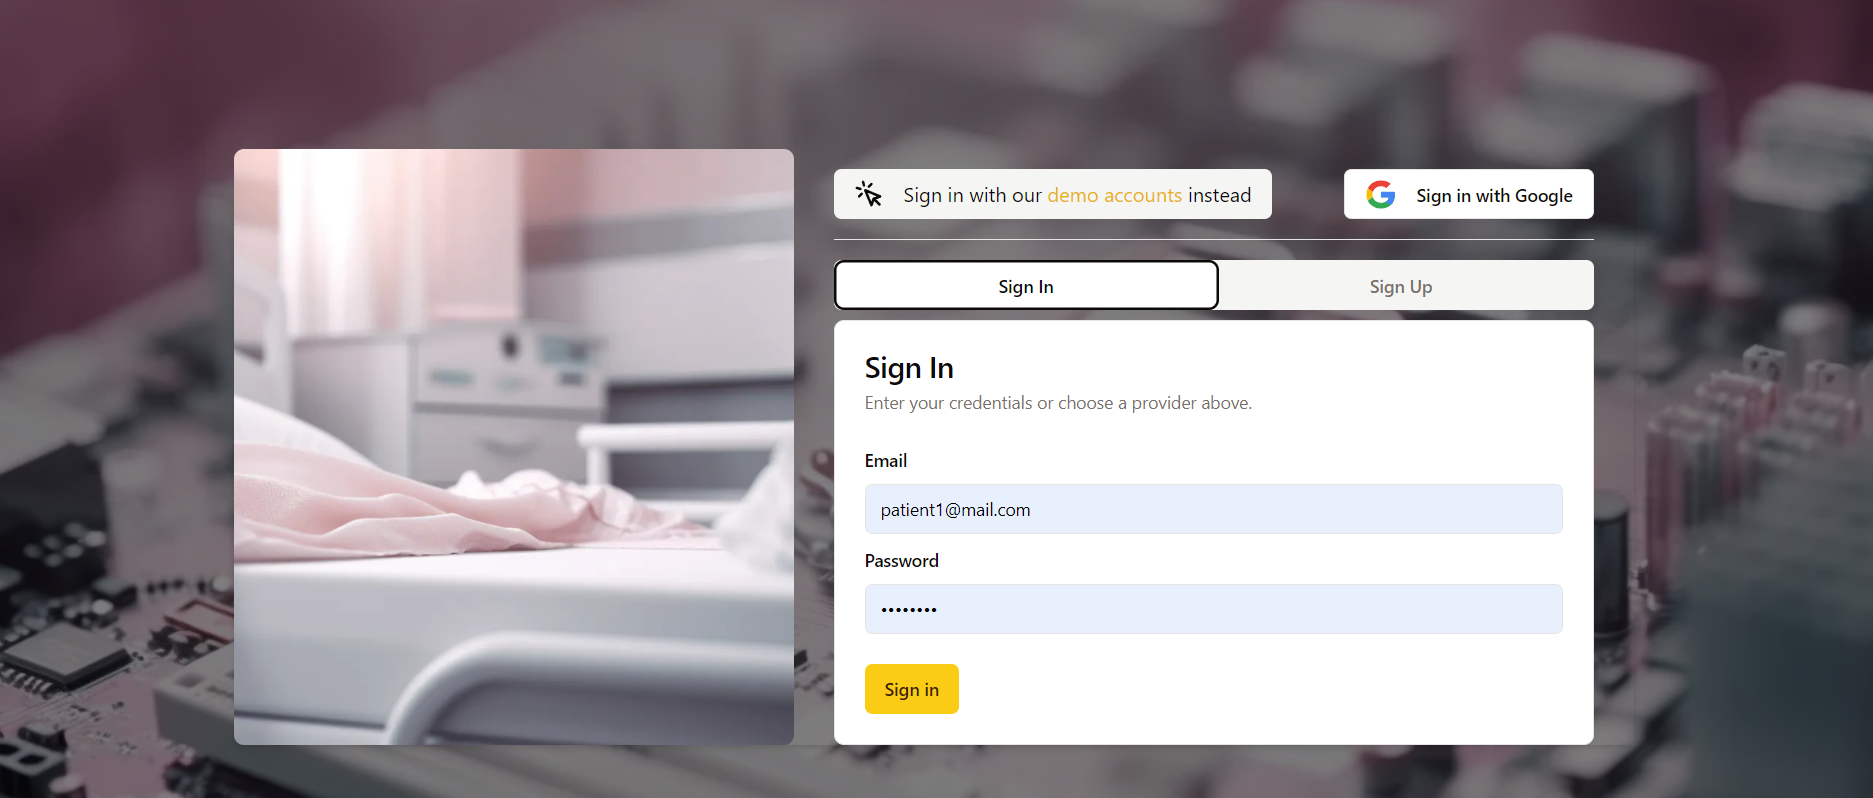 Sign in with our demo accounts instead
Sign in with Google
Sign In
Sign Up
Sign In
Enter your credentials or choose a provider above.
Email
patient1@mail.com
Password
••••••••
Sign in